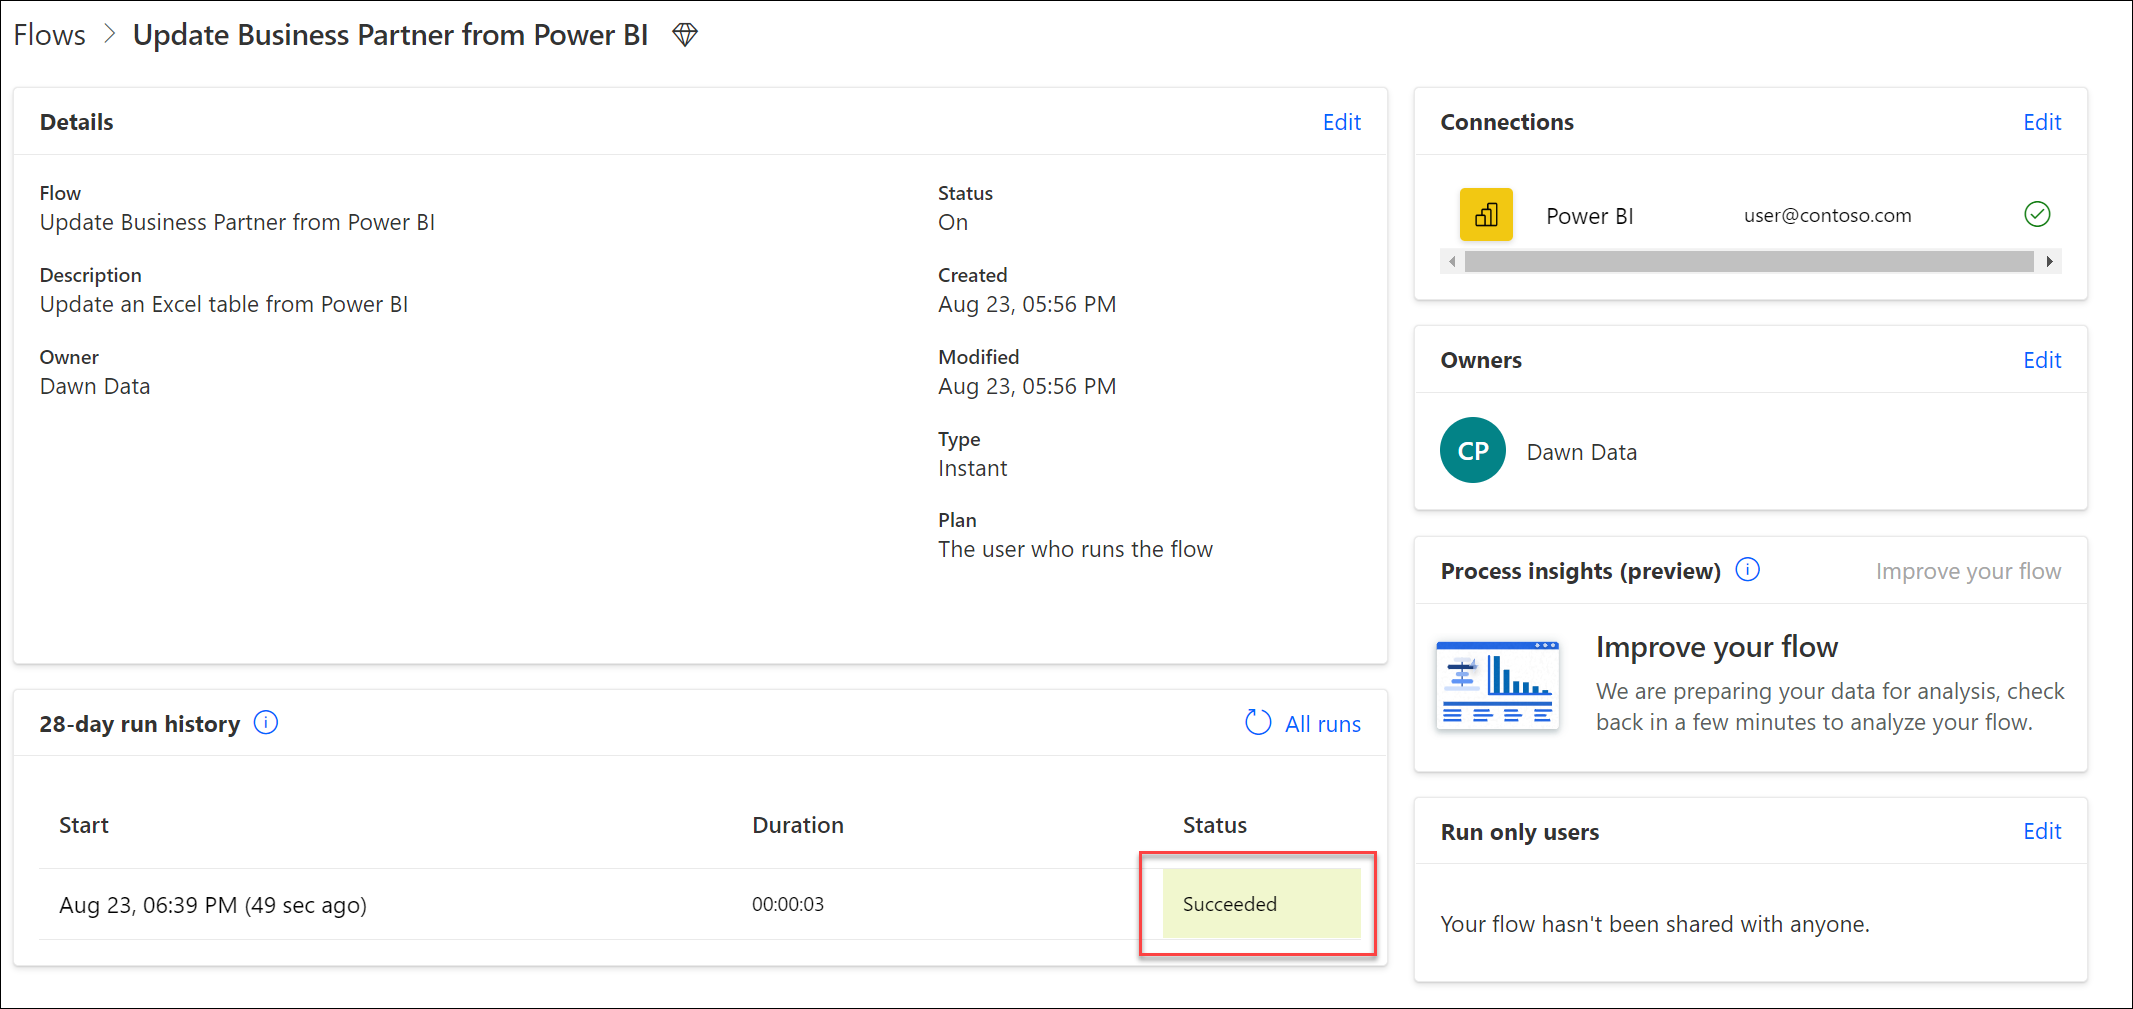 Flows > Update Business Partner from Power BI
Details
Edit
Flow
Update Business Partner from Power BI
Description
Update an Excel table from Power BI
Owner
Dawn Data
Status
On
Created
Aug 23, 05:56 PM
Modified
Aug 23, 05:56 PM
Type
Instant
Plan
The user who runs the flow
28-day run history
All runs
Start Duration Status
Aug 23, 06:39 PM (49 sec ago) 00:00:03 Succeeded
Connections
Edit
Power BI user@contoso.com
Owners
Edit
CP Dawn Data
Process insights (preview)
Improve your flow
Improve your flow
We are preparing your data for analysis, check
back in a few minutes to analyze your flow.
Run only users
Edit
Your flow hasn't been shared with anyone.